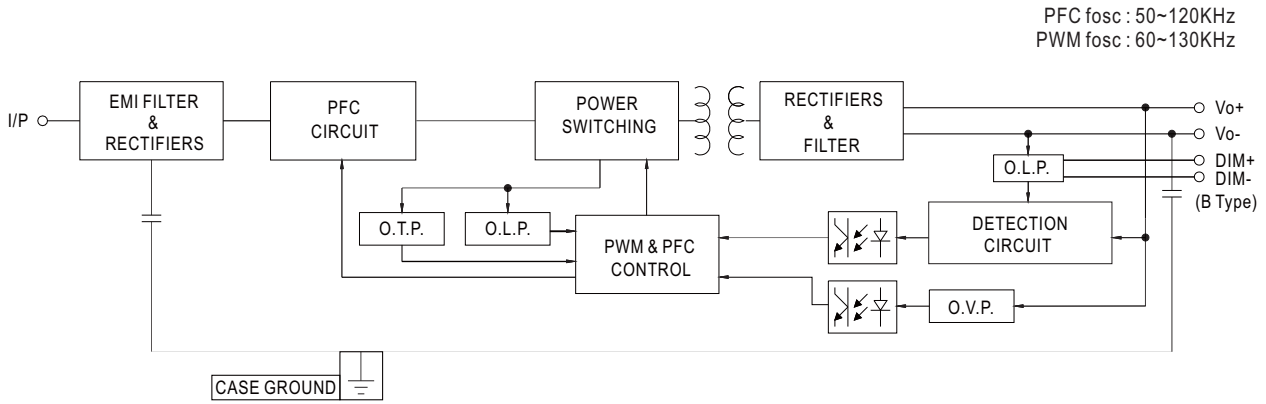 PFC fosc : 50~120KHz
PWM fosc : 60~130KHz
I/P
EMI FILTER
&
RECTIFIERS
PFC
CIRCUIT
POWER
SWITCHING
RECTIFIERS
&
FILTER
Vo+
Vo-
DIM+
DIM-
(B Type)
O.L.P.
O.T.P.
O.L.P.
PWM & PFC
CONTROL
DETECTION
CIRCUIT
O.V.P.
CASE GROUND